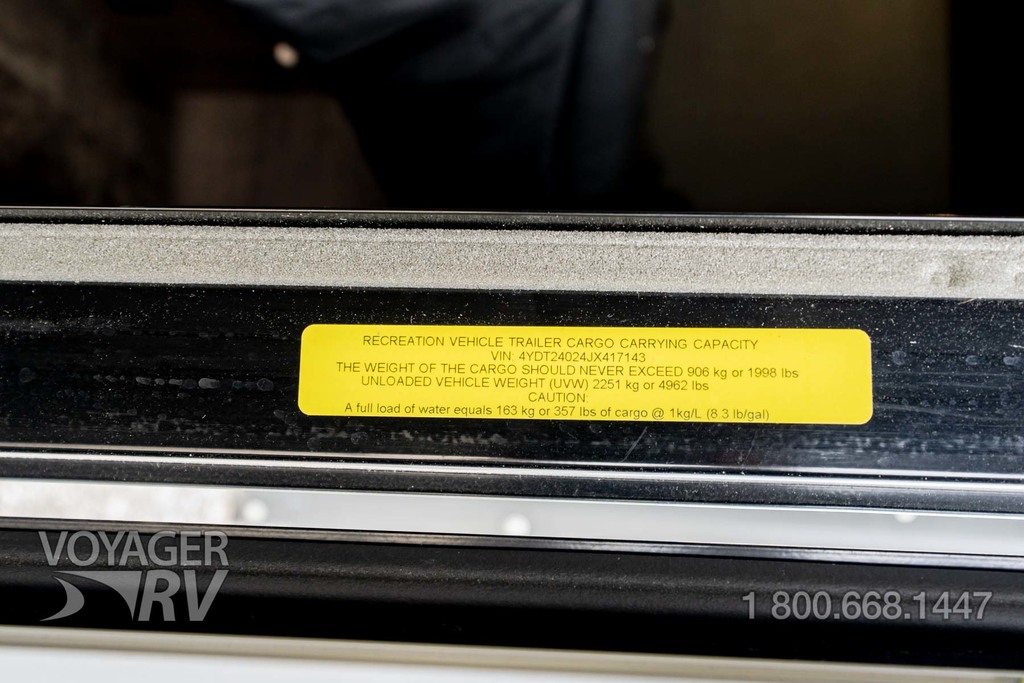 RECREATION VEHICLE TRAILER CARGO CARRYING CAPACITY
VIN: 4YDT24024JX417143
THE WEIGHT OF THE CARGO SHOULD NEVER EXCEED 906 kg or 1998 lbs
UNLOADED VEHICLE WEIGHT (UVW) 2251 kg or 4962 lbs
CAUTION:
A full load of water equals 163 kg or 357 lbs of cargo @ 1kg/L (8.3 lb/gal)
VOYAGER
RV
1 800.668.1447